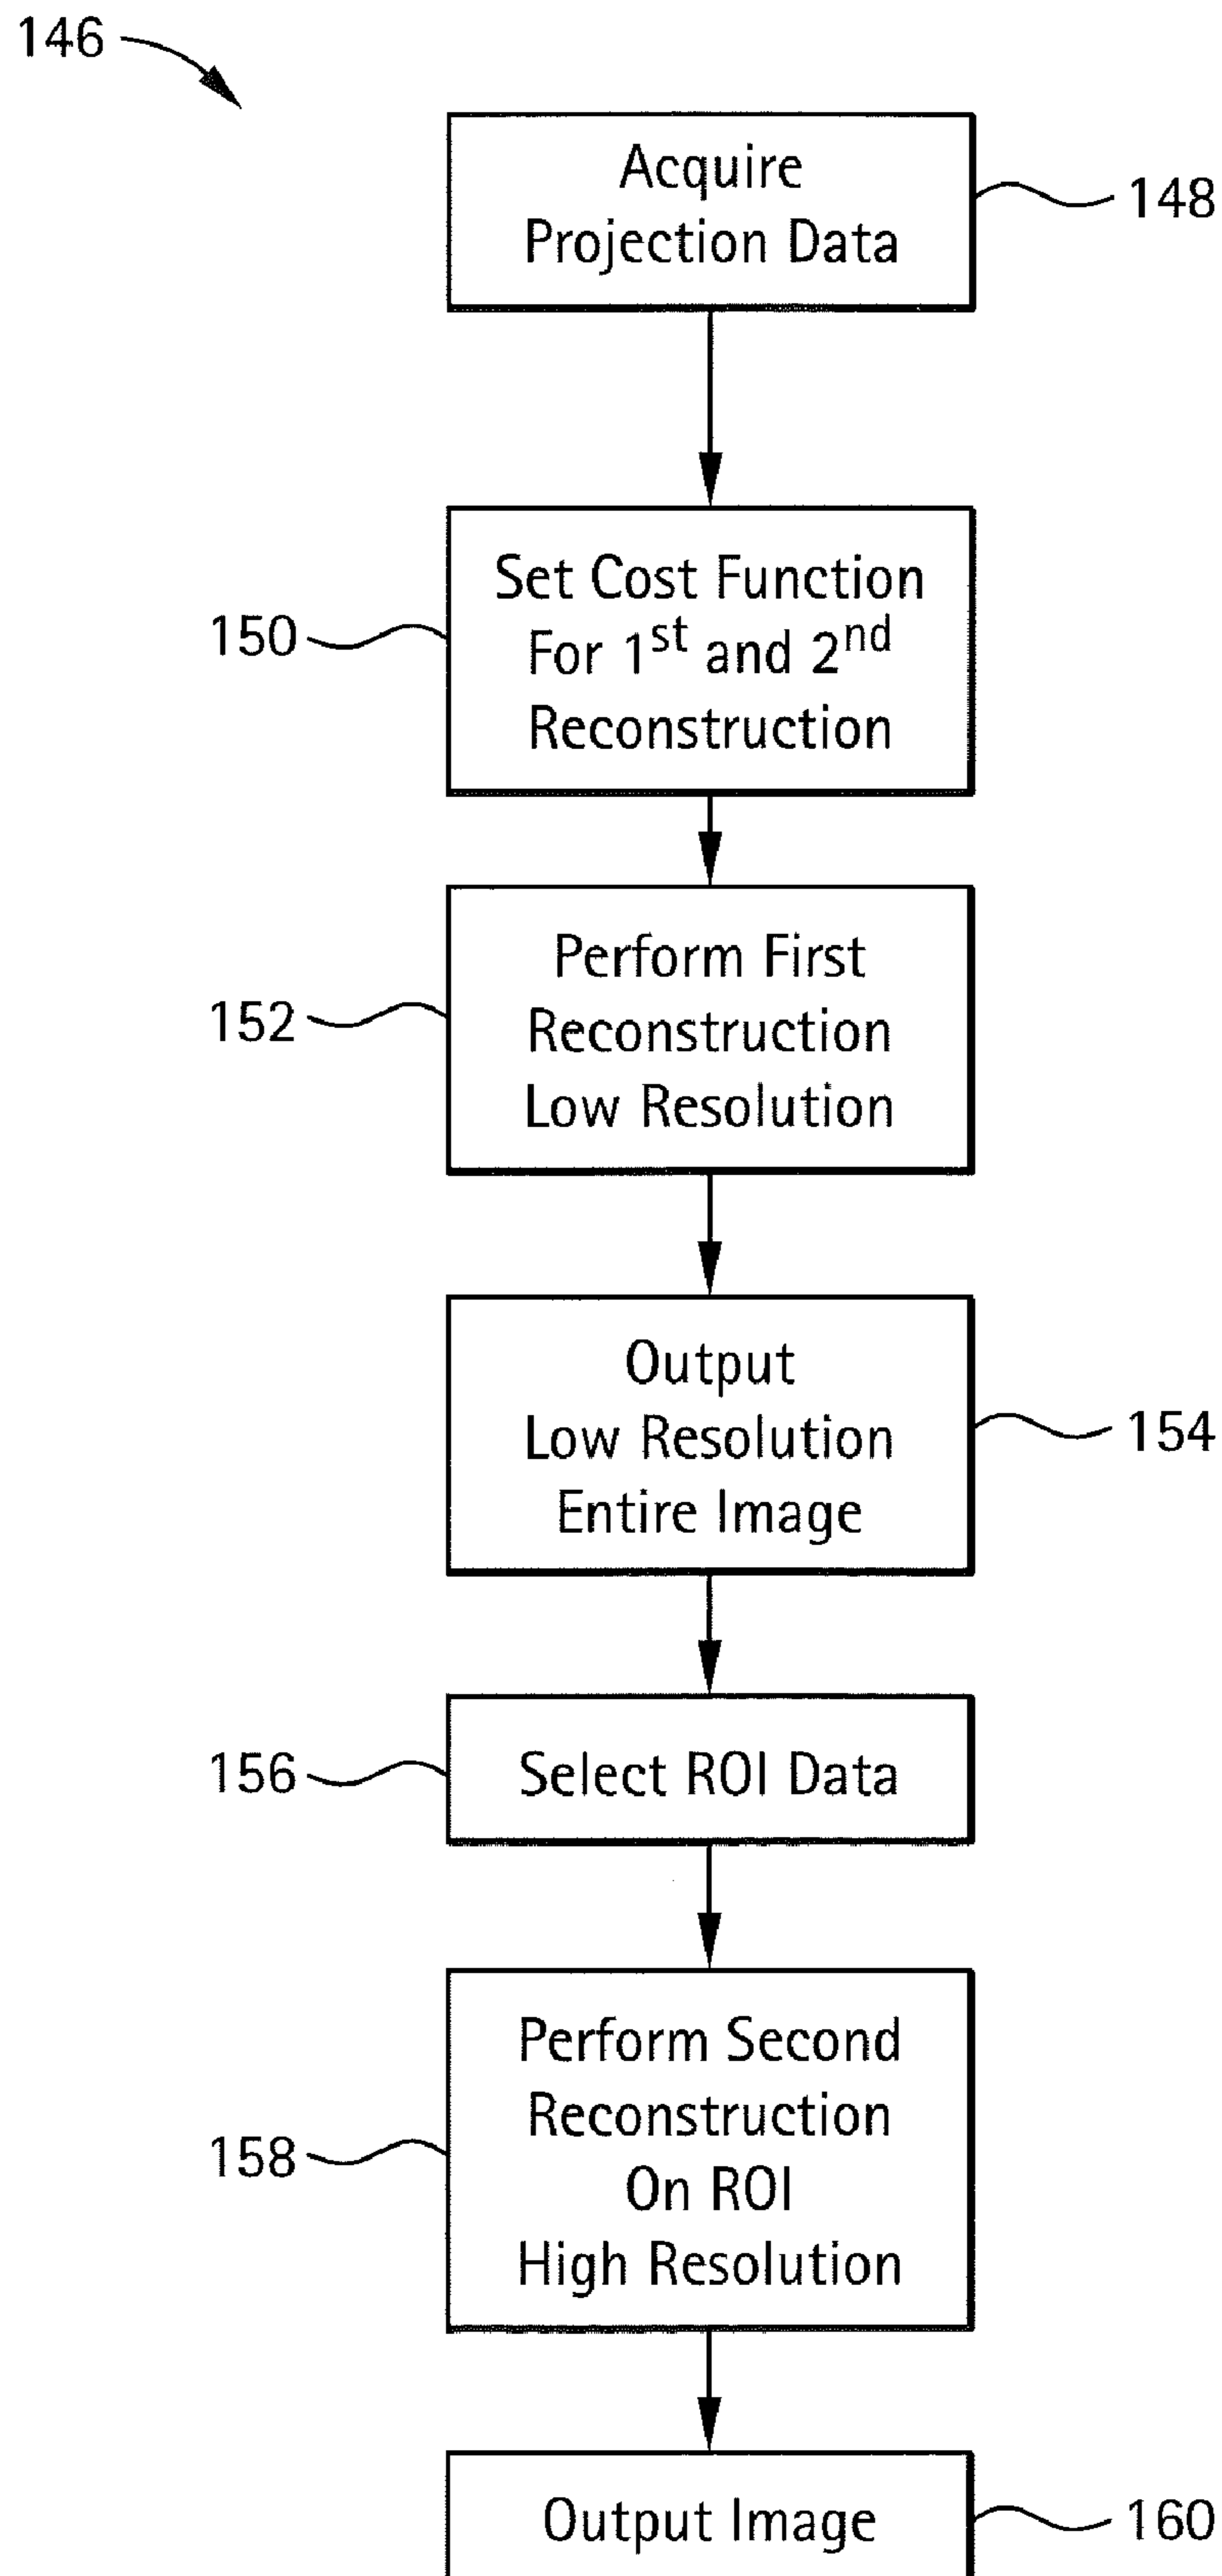 146
Acquire
Projection Data
148
Set Cost Function
For 1st and 2nd
Reconstruction
150
Perform First
Reconstruction
Low Resolution
152
Output
Low Resolution
Entire Image
154
Select ROI Data
156
Perform Second
Reconstruction
On ROI
High Resolution
158
Output Image
160